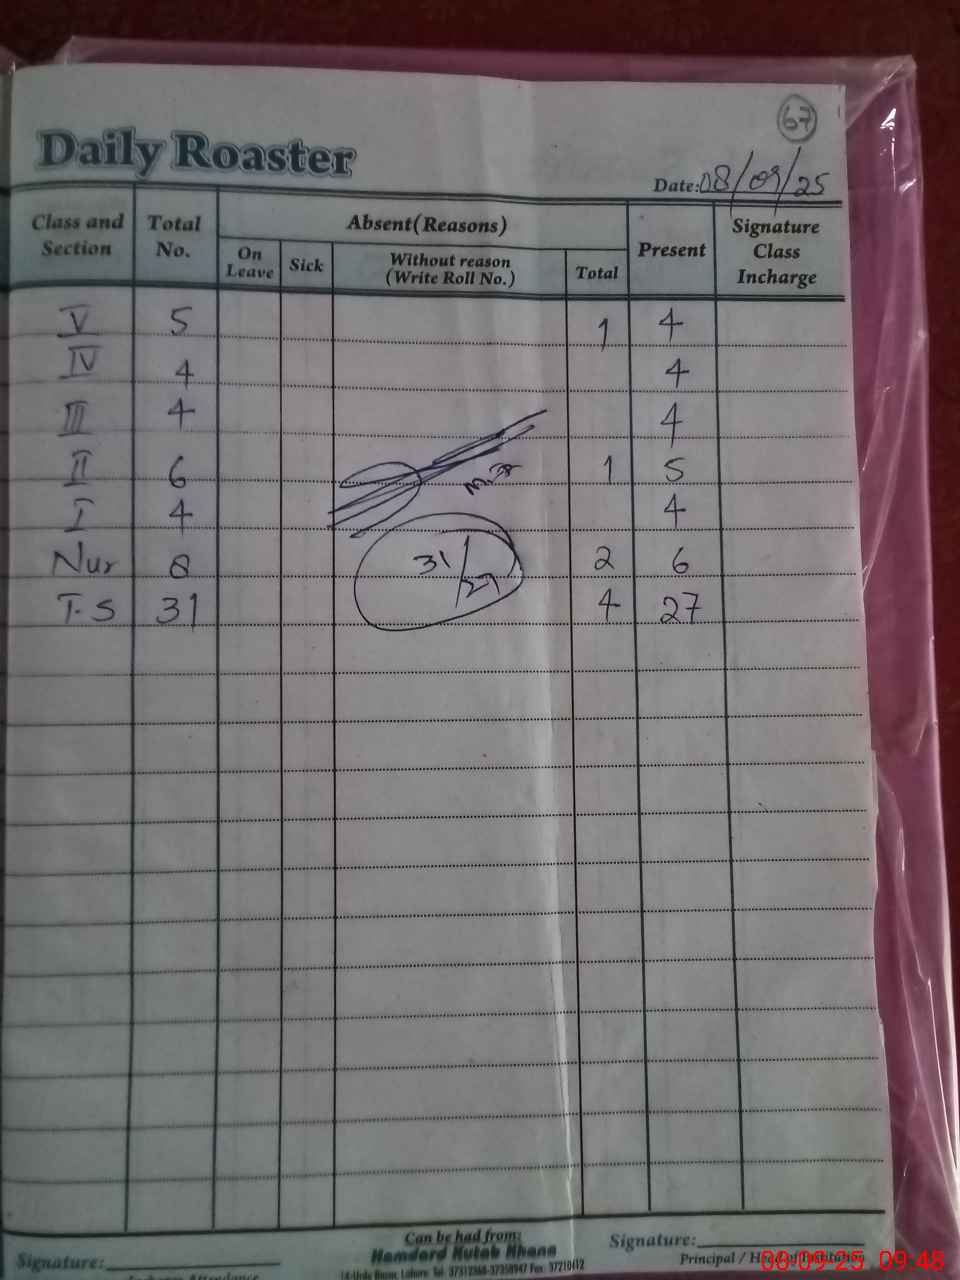 67
Daily Roaster
Date: 08/09/25
Class and Section Total No. Absent(Reasons) On Leave Sick Without reason (Write Roll No.) Total Present Signature Class Incharge
V 5 1 4
IV 4 4
III 4 4
II 6 1 5
I 4 4
Nur 8 2 6
T.S 31 4 27
31/27
Can be had from:
Hamdard Kutab Khana
Signature:
Signature:
Principal / Head of Institution
08-09-25 09:48